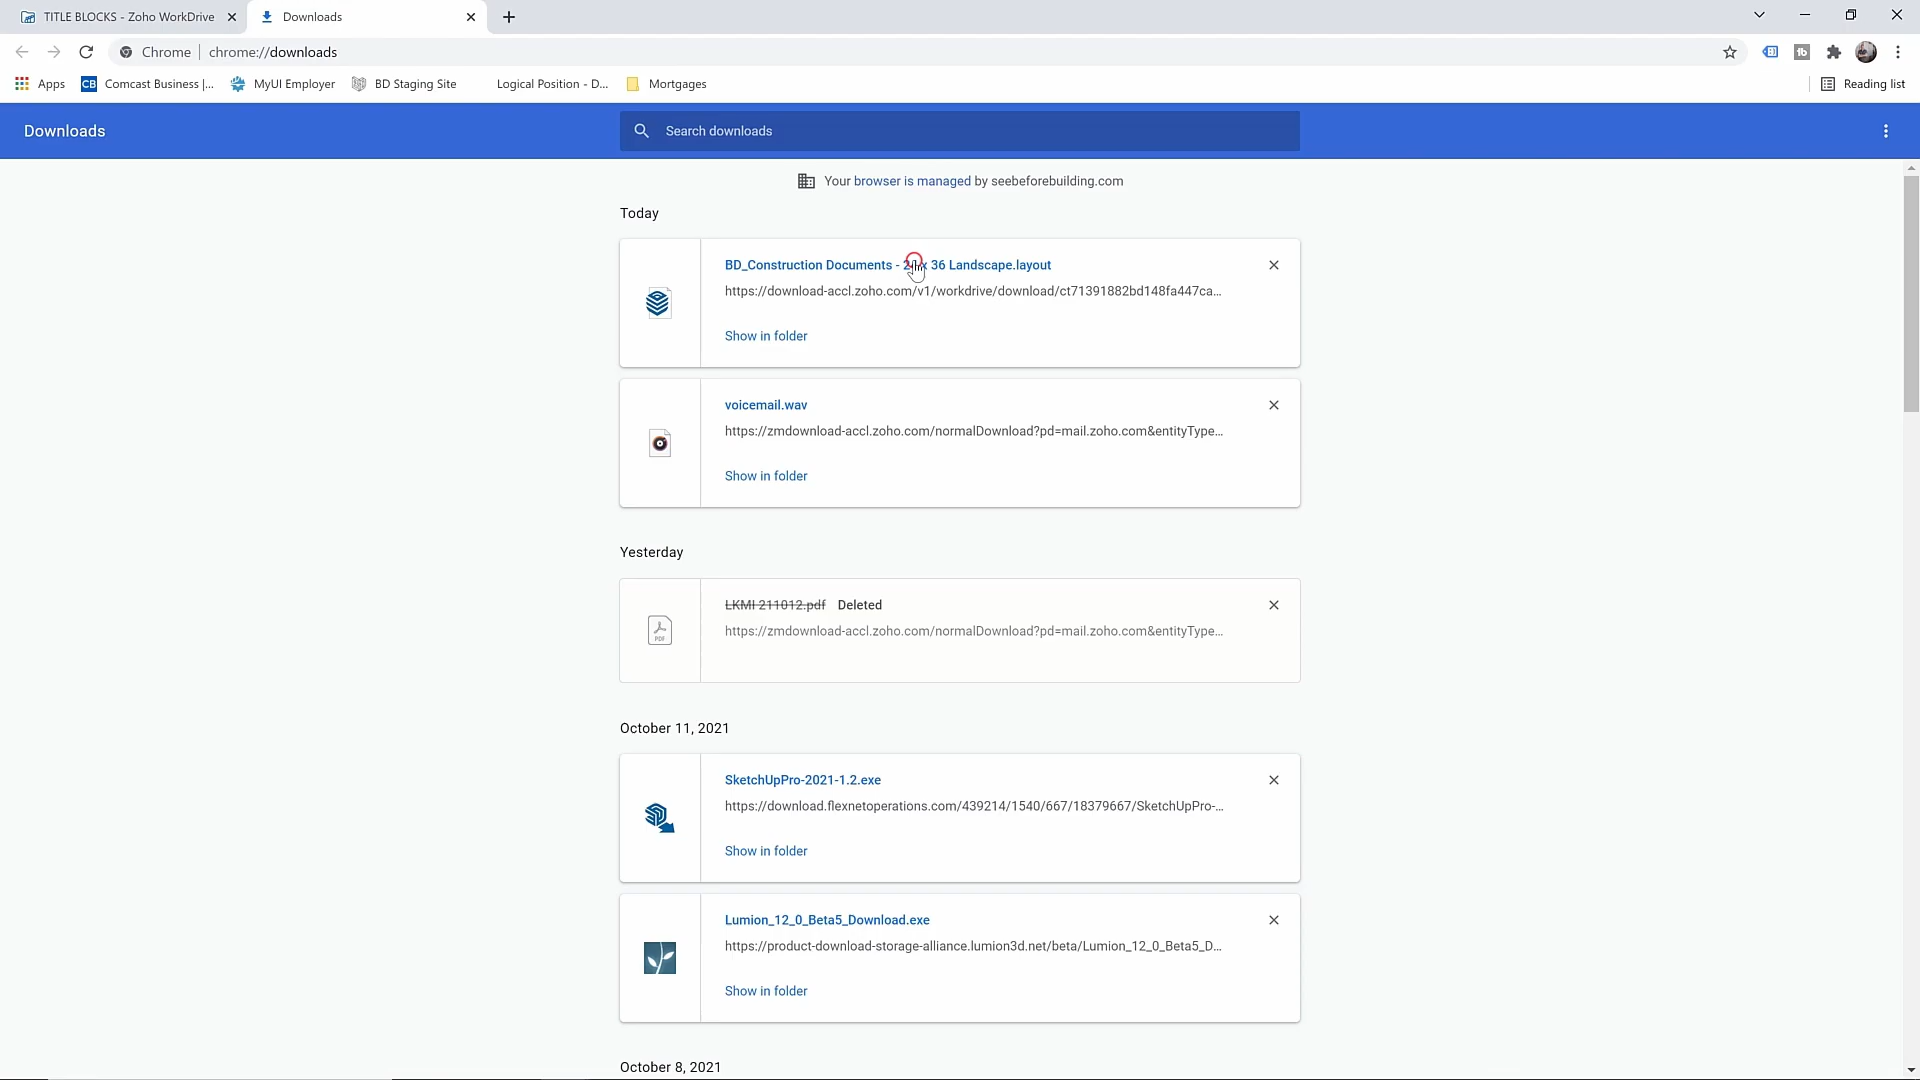 TITLE BLOCKS - Zoho WorkDrive
Downloads
Chrome
chrome://downloads
Apps
CB
Comcast Business |...
MyUI Employer
BD Staging Site
Logical Position - D...
Mortgages
Reading list
Downloads
Search downloads
Your browser is managed by seebeforebuilding.com
Today
BD_Construction Documents - x 36 Landscape.layout
https://download-accl.zoho.com/v1/workdrive/download/ct71391882bd148fa447ca...
Show in folder
voicemail.wav
https://zmdownload-accl.zoho.com/normalDownload?pd=mail.zoho.com&entityType...
Show in folder
Yesterday
LKMI 211012.pdf Deleted
https://zmdownload-accl.zoho.com/normalDownload?pd=mail.zoho.com&entityType...
PDF
October 11, 2021
SketchUpPro-2021-1.2.exe
https://download.flexnetoperations.com/439214/1540/667/18379667/SketchUpPro-...
Show in folder
Lumion_12_0_Beta5_Download.exe
https://product-download-storage-alliance.lumion3d.net/beta/Lumion_12_0_Beta5_D...
Show in folder
October 8, 2021